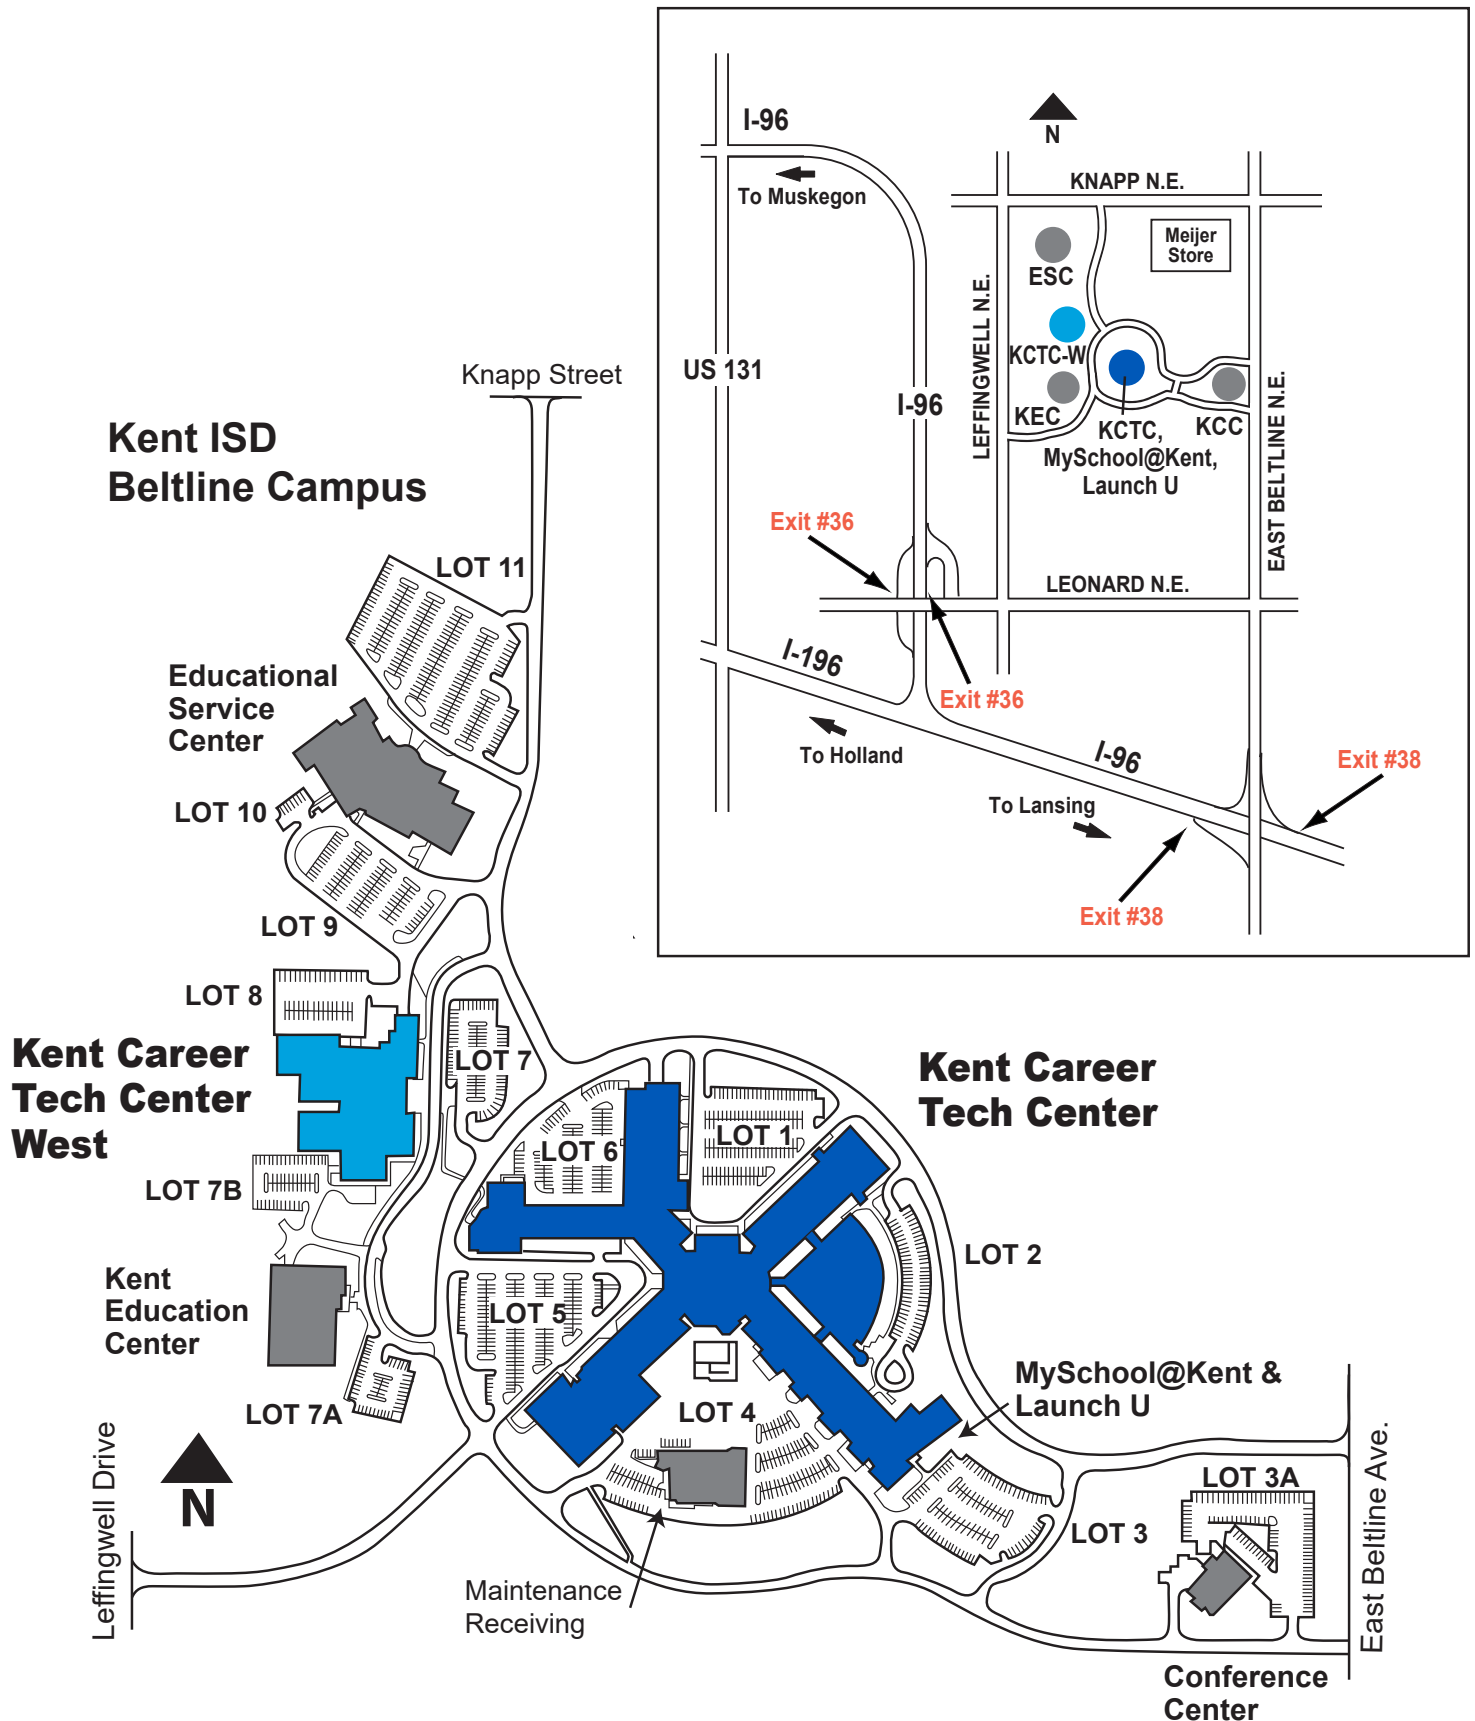 I-96
To Muskegon
N
KNAPP N.E.
Meijer
Store
ESC
LEFFINGWELL N.E.
KCTC-W
US 131
I-96
KEC
KCTC,
MySchool@Kent,
Launch U
KCC
EAST BELTLINE N.E.
Exit #36
LEONARD N.E.
I-196
Exit #36
To Holland
I-96
Exit #38
To Lansing
Exit #38
Knapp Street
Kent ISD
Beltline Campus
LOT 11
Educational
Service
Center
LOT 10
LOT 9
LOT 8
Kent Career
Tech Center
West
LOT 7
Kent Career
Tech Center
LOT 1
LOT 6
LOT 7B
LOT 2
Kent
Education
Center
LOT 5
MySchool@Kent &
Launch U
LOT 4
LOT 7A
Leffingwell Drive
N
LOT 3A
LOT 3
East Beltline Ave.
Maintenance
Receiving
Conference
Center